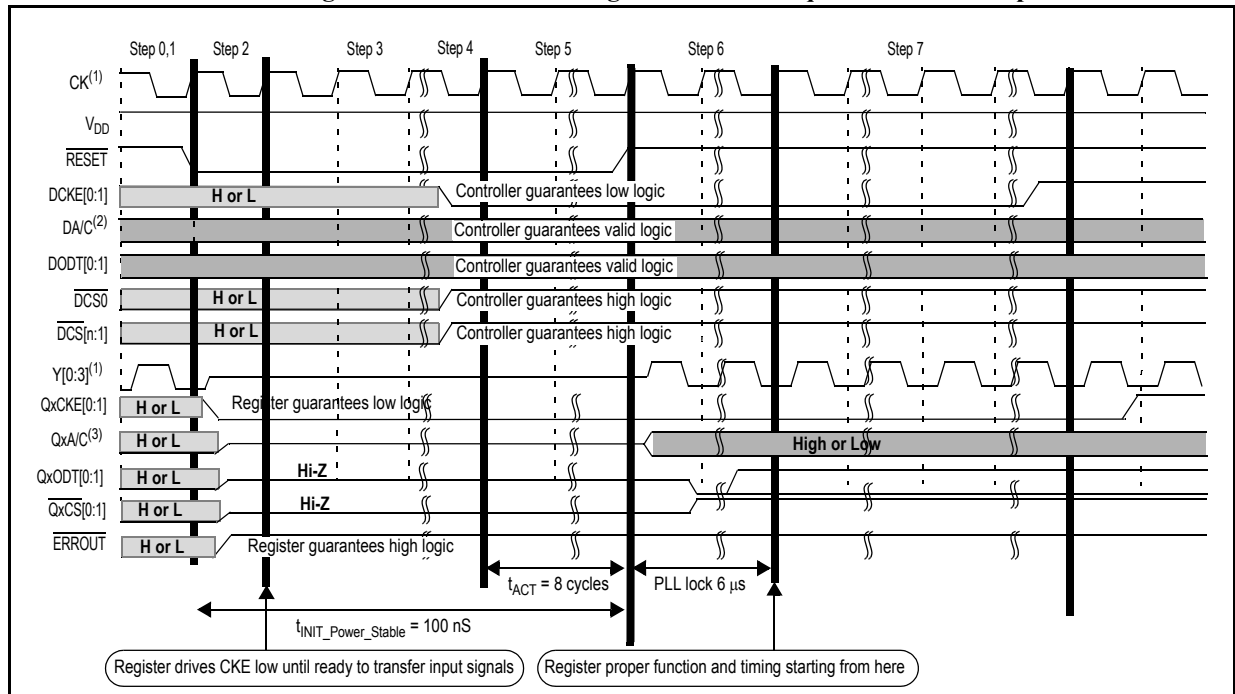 Step 0,1 Step 2 Step 3 Step 4 Step 5 Step 6 Step 7
CK(1)
VDD
RESET
DCKE[0:1] H or L Controller guarantees low logic
DA/C(2) Controller guarantees valid logic
DODT[0:1] Controller guarantees valid logic
DCS0 H or L Controller guarantees high logic
DCS[n:1] H or L Controller guarantees high logic
Y[0:3](1)
QxCKE[0:1] H or L Register guarantees low logic
QxA/C(3) H or L High or Low
QxODT[0:1] H or L Hi-Z
QxCS[0:1] H or L Hi-Z
ERROUT H or L Register guarantees high logic
tACT = 8 cycles PLL lock 6 μs
tINIT_Power_Stable = 100 nS
Register drives CKE low until ready to transfer input signals Register proper function and timing starting from here